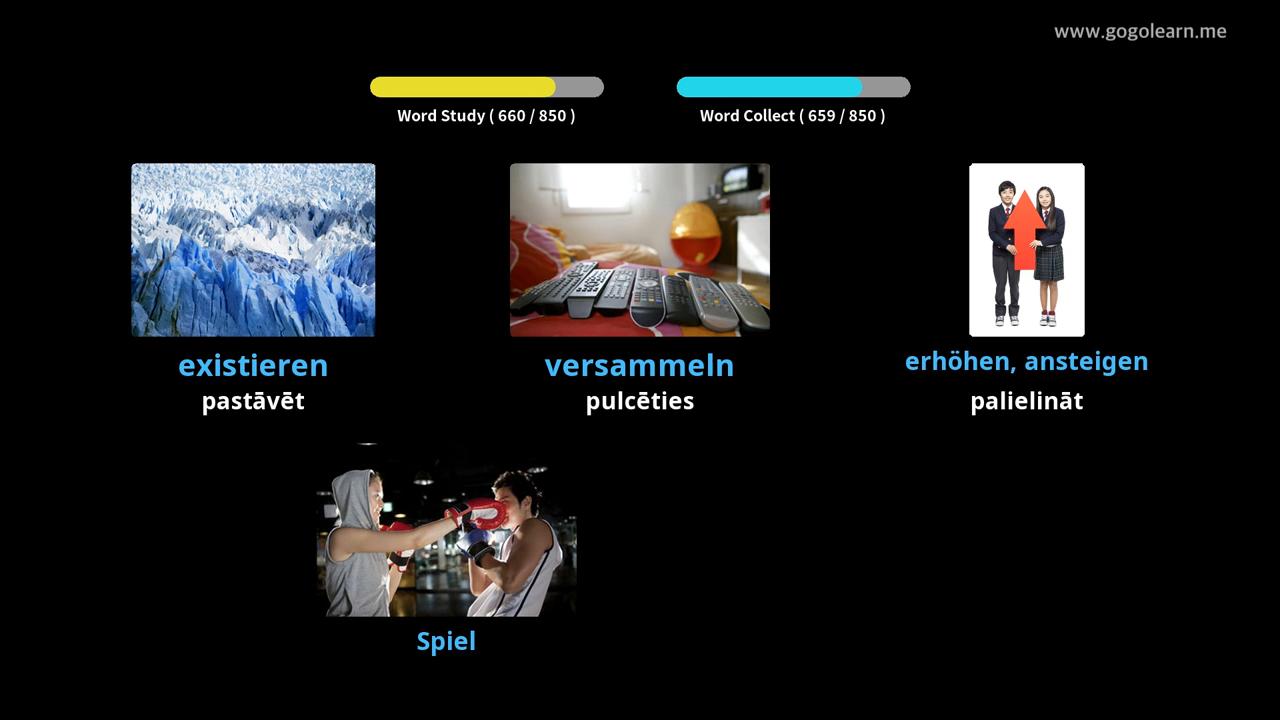 www.gogolearn.me
Word Study ( 660 / 850 )
Word Collect ( 659 / 850 )
existieren
pastāvēt
versammeln
pulcēties
erhöhen, ansteigen
palielināt
Spiel